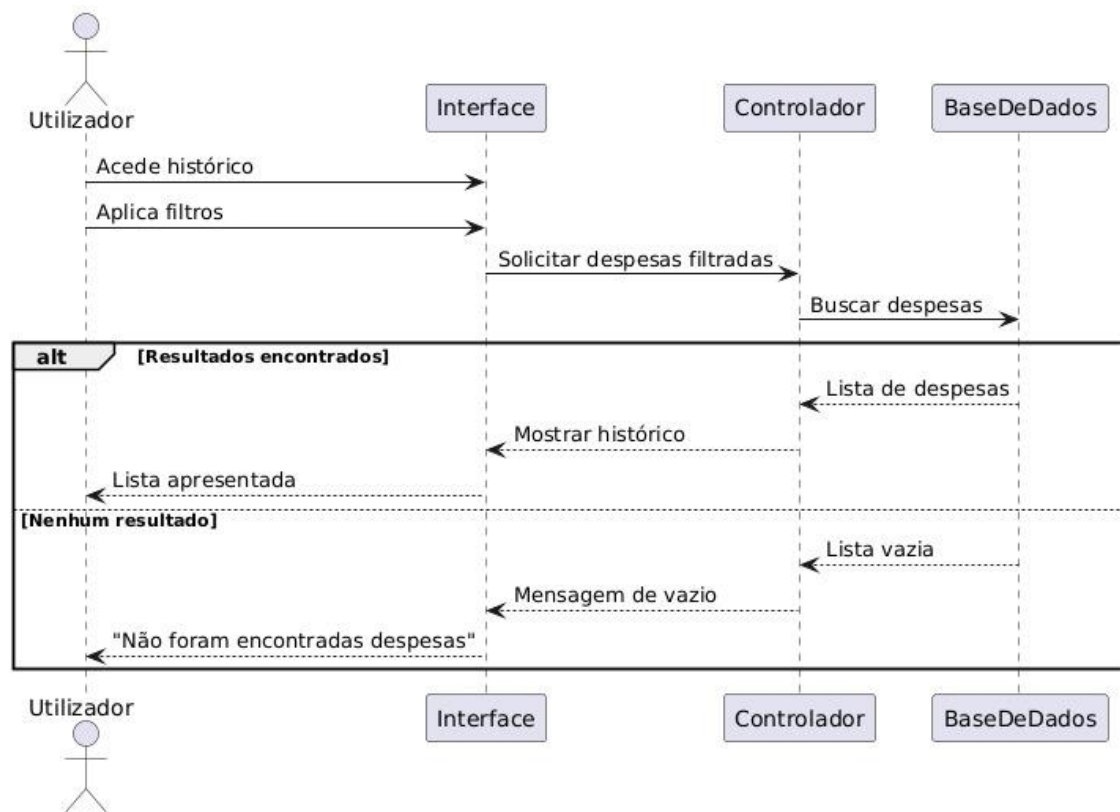 Utilizador
Interface
Controlador
BaseDeDados
Acede histórico
Aplica filtros
Solicitar despesas filtradas
Buscar despesas
alt [Resultados encontrados]
Lista de despesas
Mostrar histórico
Lista apresentada
[Nenhum resultado]
Lista vazia
Mensagem de vazio
"Não foram encontradas despesas"
Utilizador
Interface
Controlador
BaseDeDados